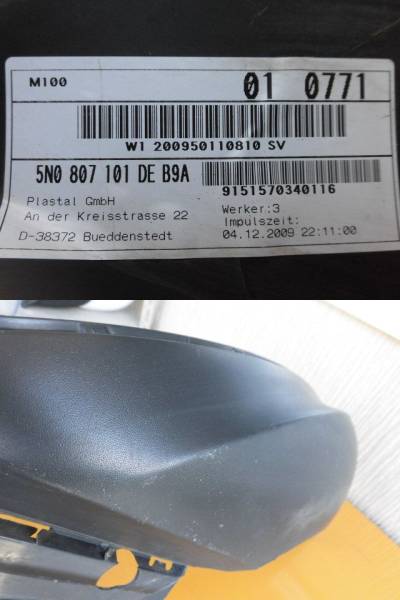 M100 01 0771
W1 200950110810 SV
5N0 807 101 DE B9A
9151570340116
Plastal GmbH
An der Kreisstrasse 22
D-38372 Bueddenstedt
Werker:3
Impulszeit:
04.12.2009 22:11:00